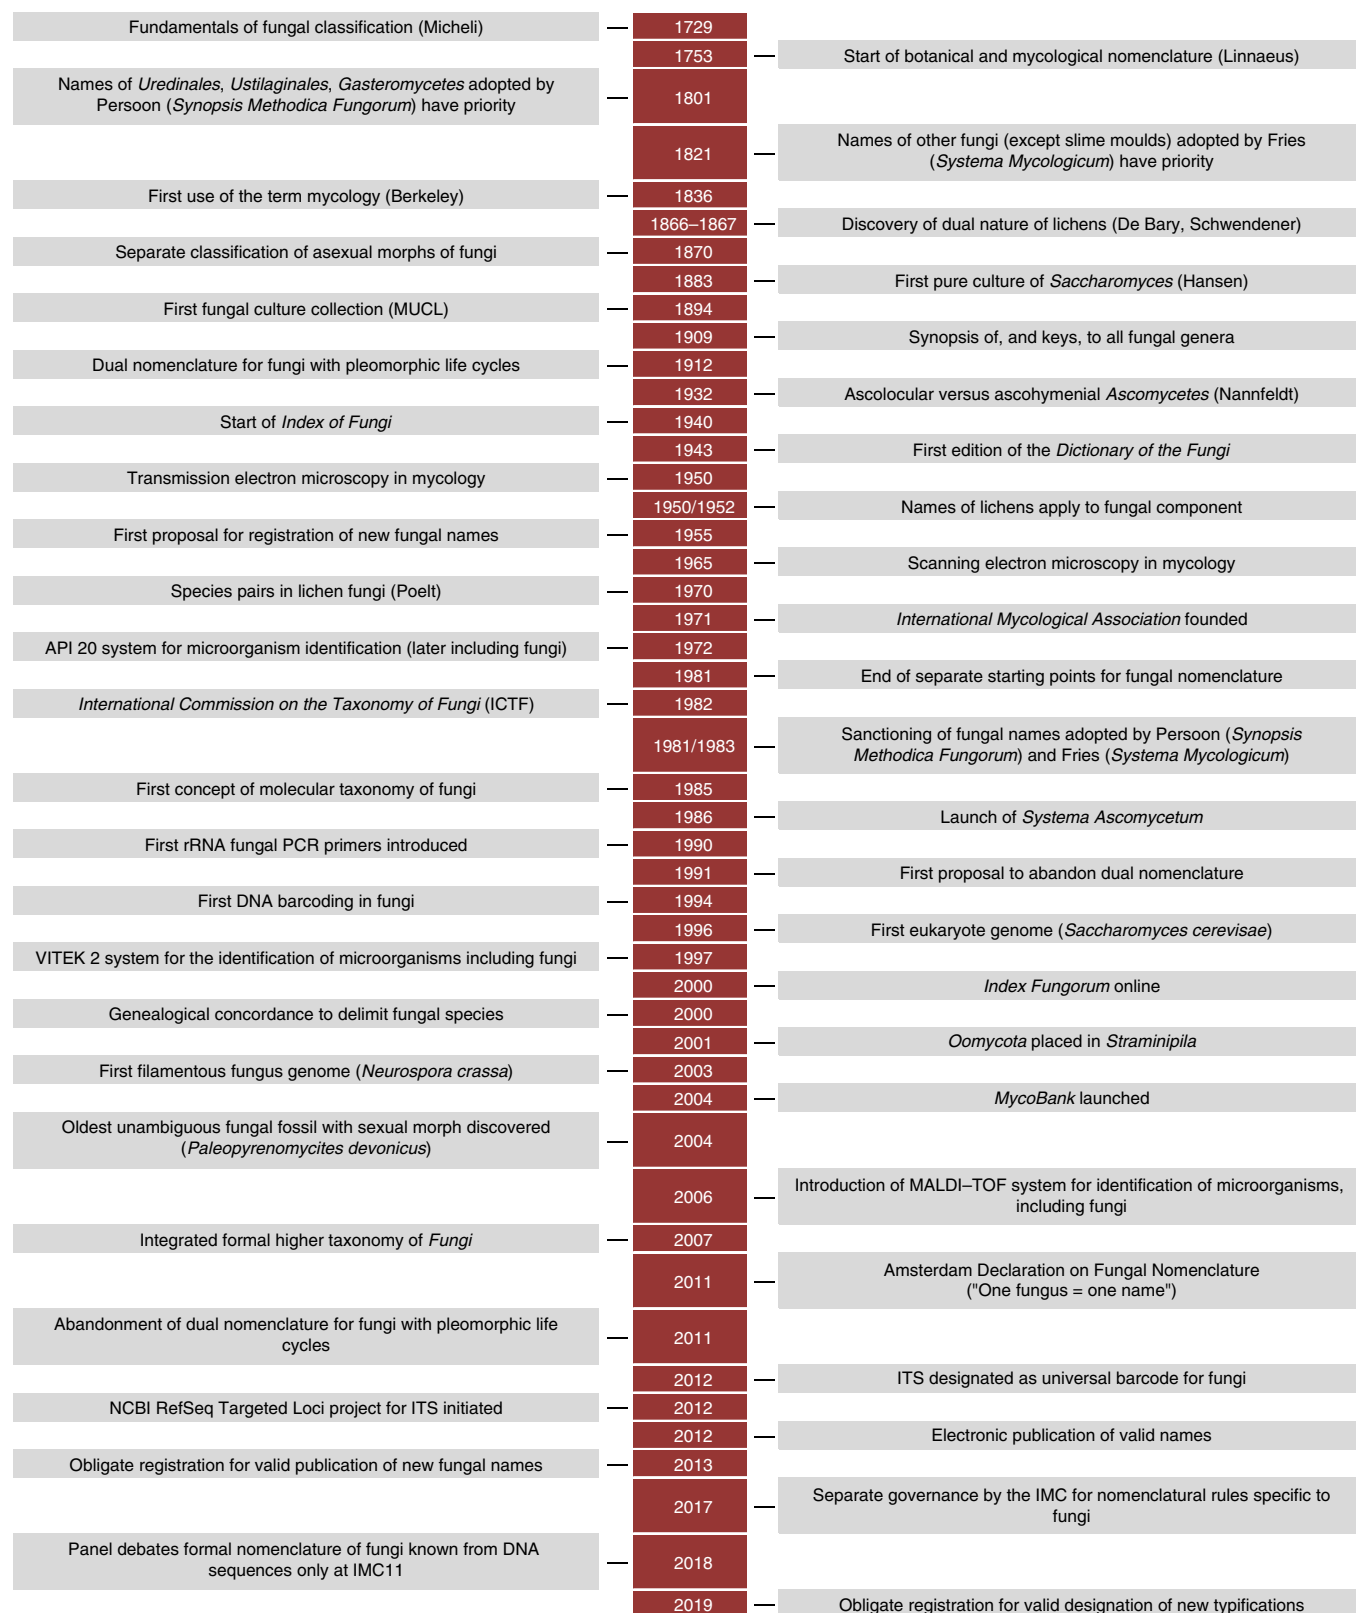 Fundamentals of fungal classification (Micheli)
1729
1753
Start of botanical and mycological nomenclature (Linnaeus)
Names of Uredinales, Ustilaginales, Gasteromycetes adopted by
Persoon (Synopsis Methodica Fungorum) have priority
1801
1821
Names of other fungi (except slime moulds) adopted by Fries
(Systema Mycologicum) have priority
First use of the term mycology (Berkeley)
1836
1866–1867
Discovery of dual nature of lichens (De Bary, Schwendener)
Separate classification of asexual morphs of fungi
1870
1883
First pure culture of Saccharomyces (Hansen)
First fungal culture collection (MUCL)
1894
1909
Synopsis of, and keys, to all fungal genera
Dual nomenclature for fungi with pleomorphic life cycles
1912
1932
Ascolocular versus ascohymenial Ascomycetes (Nannfeldt)
Start of Index of Fungi
1940
1943
First edition of the Dictionary of the Fungi
Transmission electron microscopy in mycology
1950
1950/1952
Names of lichens apply to fungal component
First proposal for registration of new fungal names
1955
1965
Scanning electron microscopy in mycology
Species pairs in lichen fungi (Poelt)
1970
1971
International Mycological Association founded
API 20 system for microorganism identification (later including fungi)
1972
1981
End of separate starting points for fungal nomenclature
International Commission on the Taxonomy of Fungi (ICTF)
1982
1981/1983
Sanctioning of fungal names adopted by Persoon (Synopsis
Methodica Fungorum) and Fries (Systema Mycologicum)
First concept of molecular taxonomy of fungi
1985
1986
Launch of Systema Ascomycetum
First rRNA fungal PCR primers introduced
1990
1991
First proposal to abandon dual nomenclature
First DNA barcoding in fungi
1994
1996
First eukaryote genome (Saccharomyces cerevisae)
VITEK 2 system for the identification of microorganisms including fungi
1997
2000
Index Fungorum online
Genealogical concordance to delimit fungal species
2000
2001
Oomycota placed in Straminipila
First filamentous fungus genome (Neurospora crassa)
2003
2004
MycoBank launched
Oldest unambiguous fungal fossil with sexual morph discovered
(Paleopyrenomycites devonicus)
2004
2006
Introduction of MALDI–TOF system for identification of microorganisms,
including fungi
Integrated formal higher taxonomy of Fungi
2007
2011
Amsterdam Declaration on Fungal Nomenclature
("One fungus = one name")
Abandonment of dual nomenclature for fungi with pleomorphic life
cycles
2011
2012
ITS designated as universal barcode for fungi
NCBI RefSeq Targeted Loci project for ITS initiated
2012
2012
Electronic publication of valid names
Obligate registration for valid publication of new fungal names
2013
2017
Separate governance by the IMC for nomenclatural rules specific to
fungi
Panel debates formal nomenclature of fungi known from DNA
sequences only at IMC11
2018
2019
Obligate registration for valid designation of new typifications